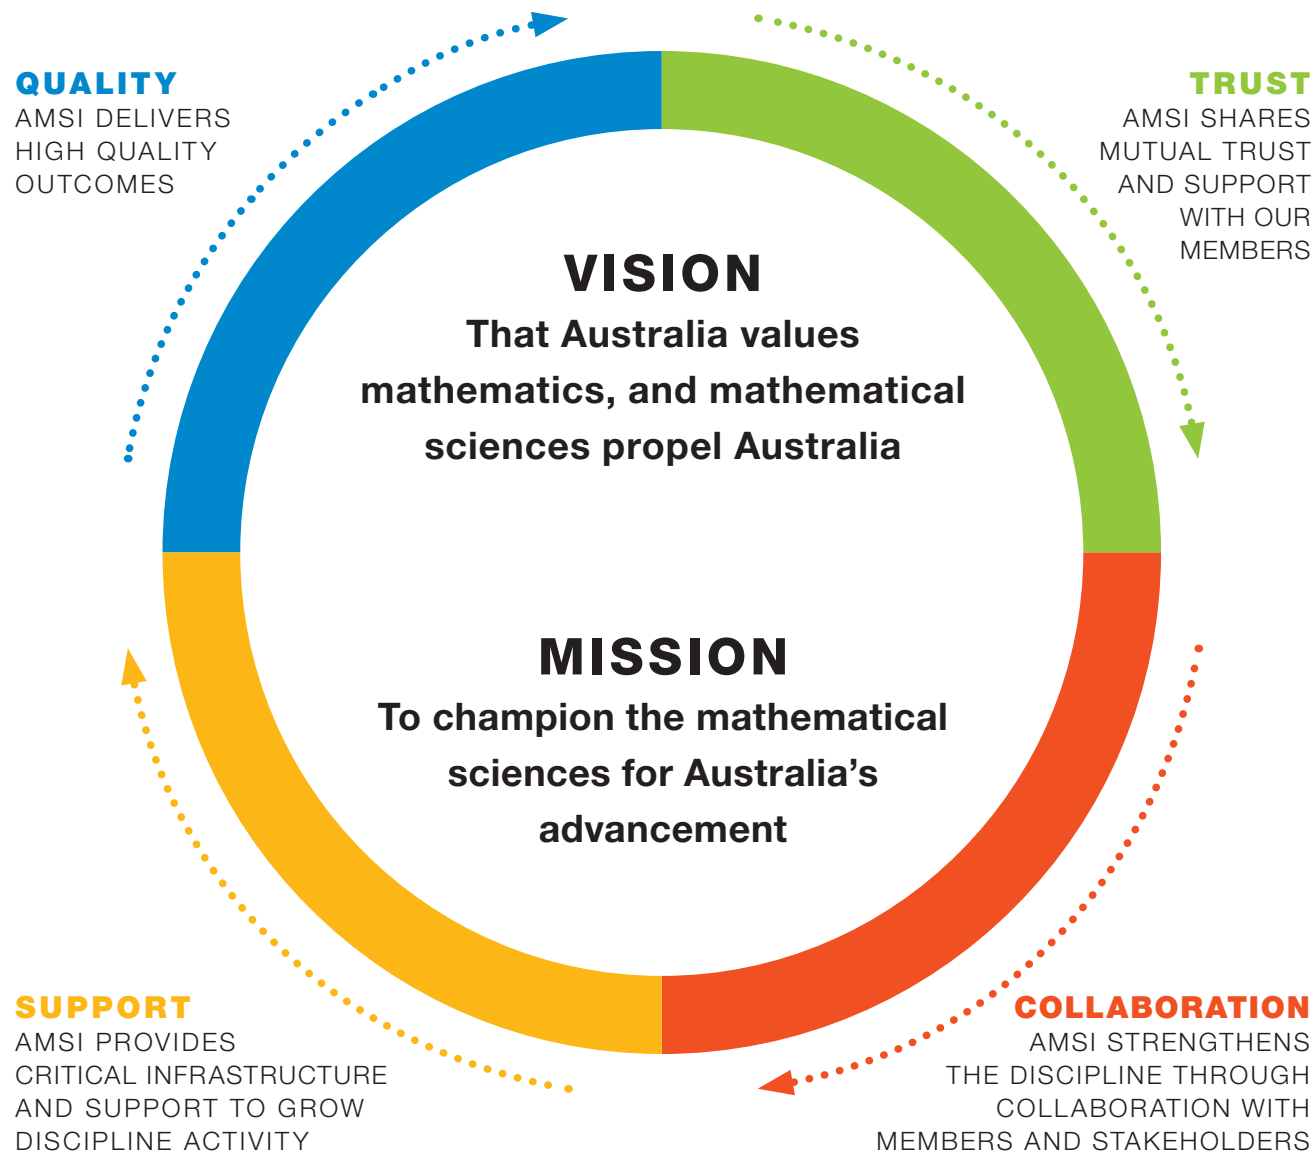 QUALITY
AMSI DELIVERS
HIGH QUALITY
OUTCOMES
TRUST
AMSI SHARES
MUTUAL TRUST
AND SUPPORT
WITH OUR
MEMBERS
VISION
That Australia values
mathematics, and mathematical
sciences propel Australia
MISSION
To champion the mathematical
sciences for Australia’s
advancement
SUPPORT
AMSI PROVIDES
CRITICAL INFRASTRUCTURE
AND SUPPORT TO GROW
DISCIPLINE ACTIVITY
COLLABORATION
AMSI STRENGTHENS
THE DISCIPLINE THROUGH
COLLABORATION WITH
MEMBERS AND STAKEHOLDERS